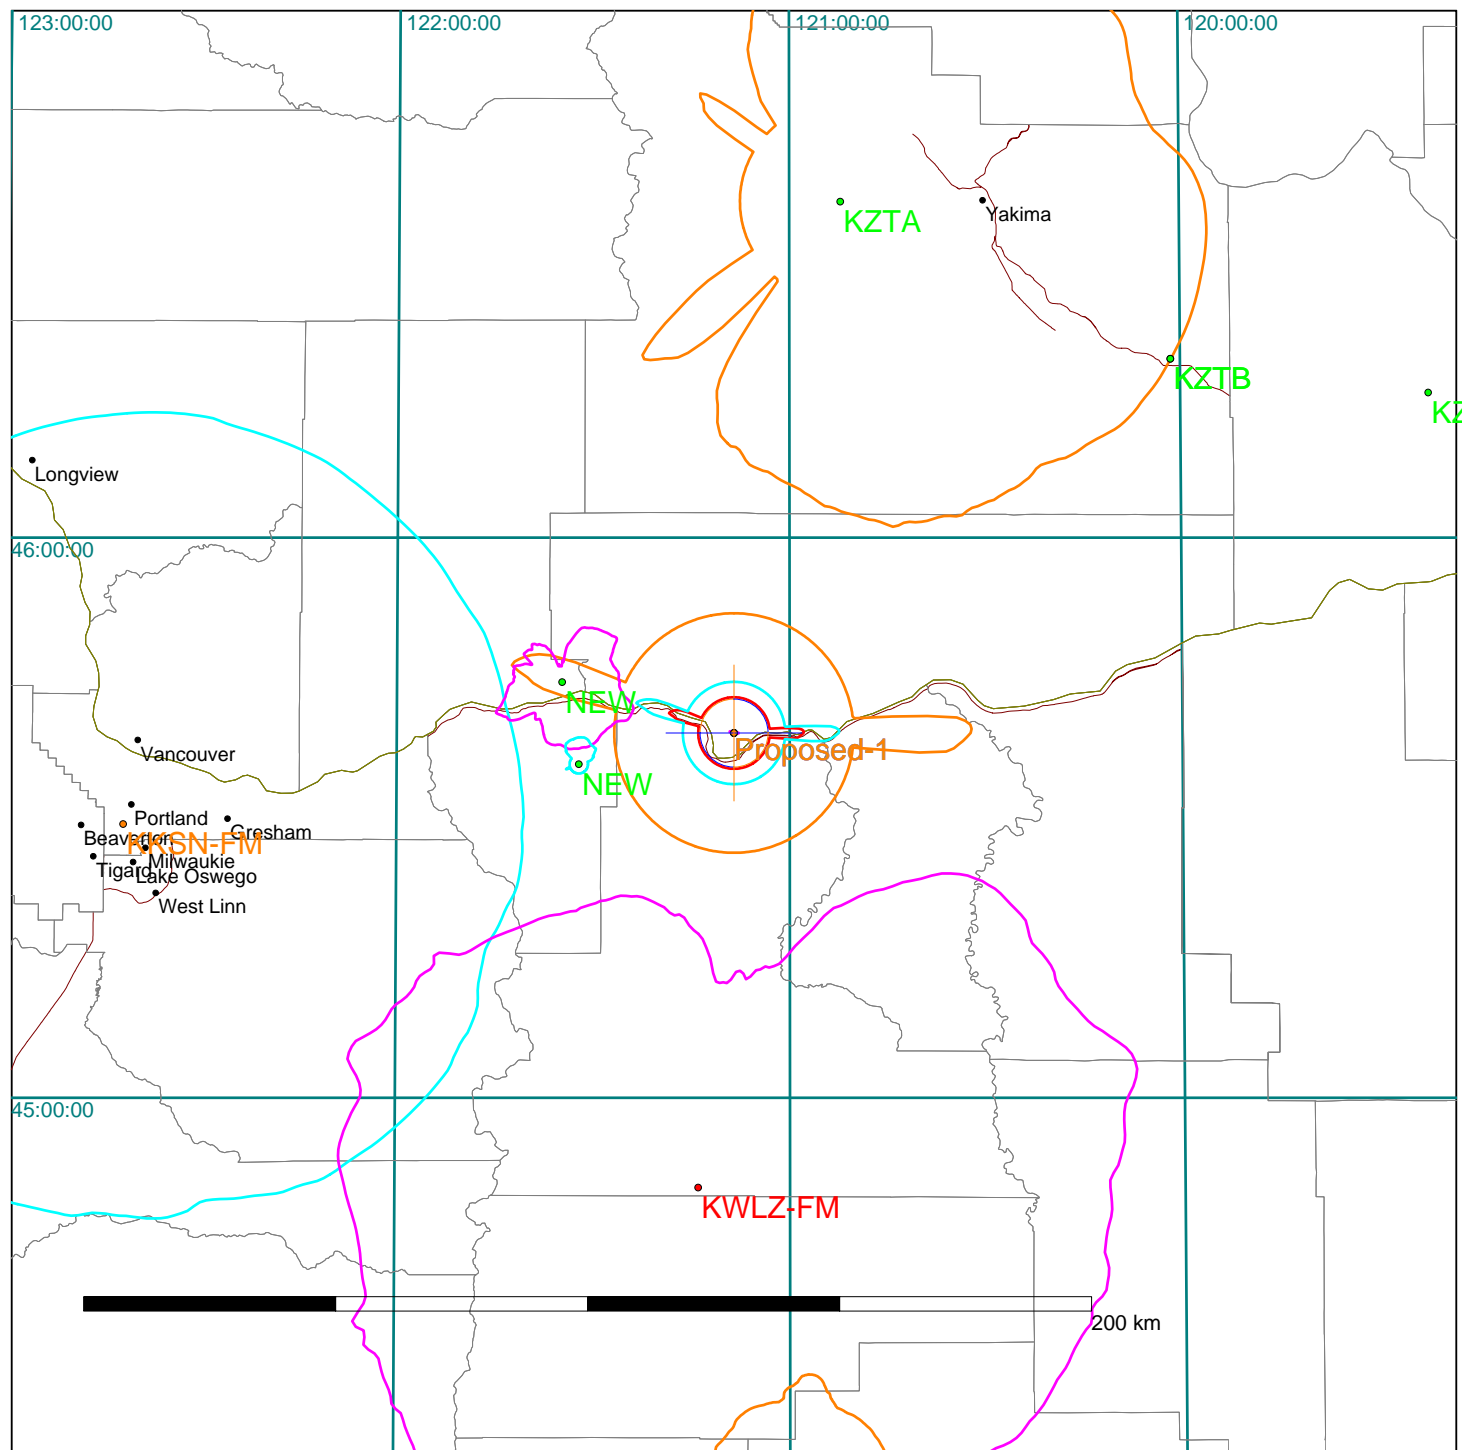 123:00:00
122:00:00
121:00:00
120:00:00
KZTA
Yakima
KZTB
KZ
Longview
46:00:00
NEW
Vancouver
Proposed-1
NEW
Portland
Gresham
Beaverton
KKSN-FM
Milwaukie
Tigard
Lake Oswego
West Linn
45:00:00
KWLZ-FM
200 km